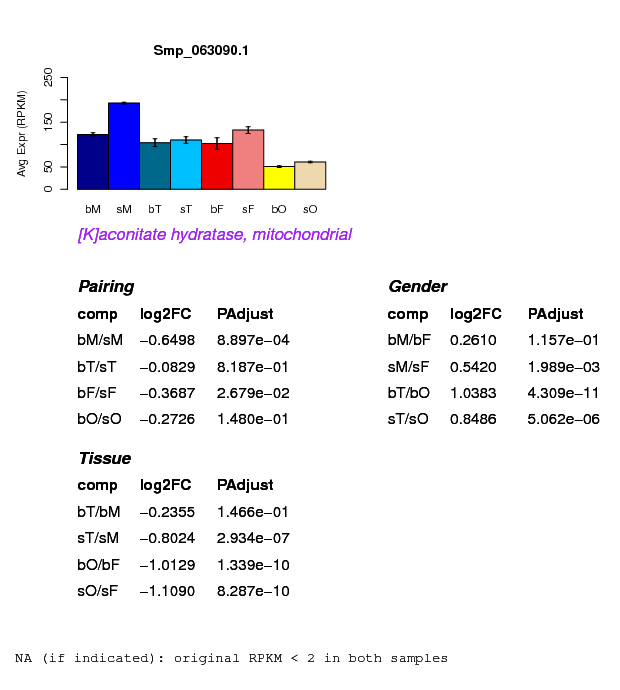 Smp_063090.1
Avg Expr (RPKM)
0 50 150 250
bM sM bT sT bF sF bO sO
[K]aconitate hydratase, mitochondrial
Pairing
comp log2FC PAdjust
bM/sM −0.6498 8.897e−04
bT/sT −0.0829 8.187e−01
bF/sF −0.3687 2.679e−02
bO/sO −0.2726 1.480e−01
Gender
comp log2FC PAdjust
bM/bF 0.2610 1.157e−01
sM/sF 0.5420 1.989e−03
bT/bO 1.0383 4.309e−11
sT/sO 0.8486 5.062e−06
Tissue
comp log2FC PAdjust
bT/bM −0.2355 1.466e−01
sT/sM −0.8024 2.934e−07
bO/bF −1.0129 1.339e−10
sO/sF −1.1090 8.287e−10
NA (if indicated): original RPKM < 2 in both samples